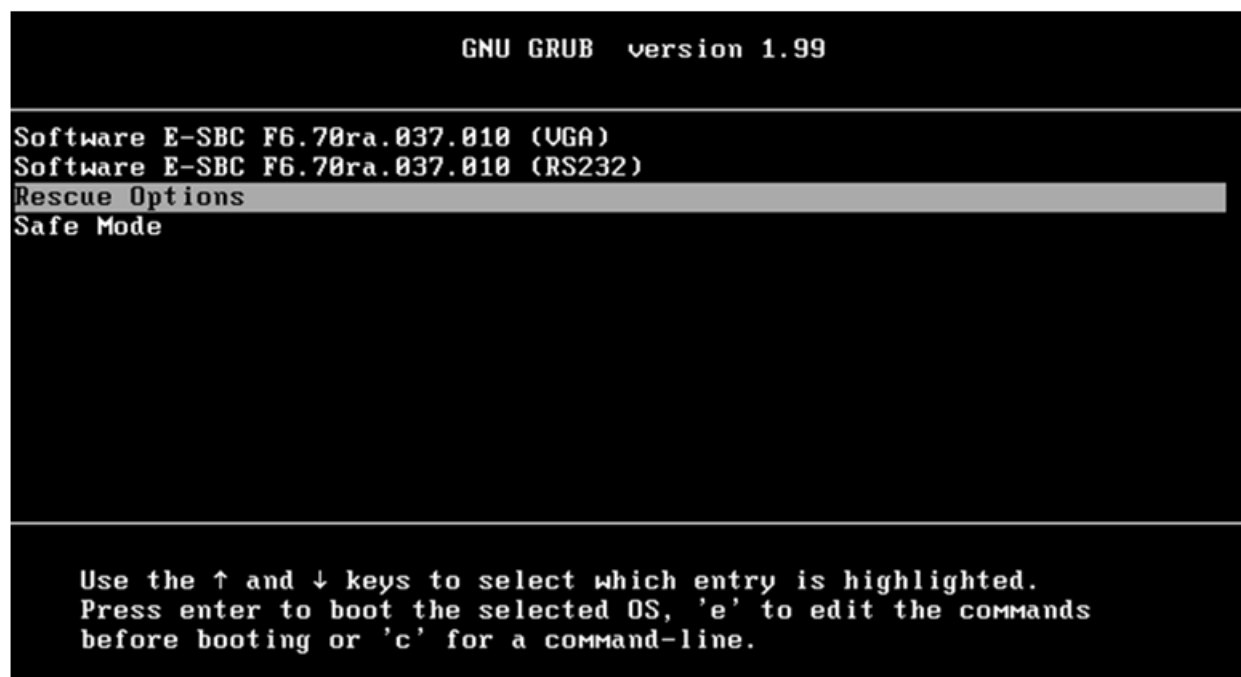 GNU GRUB  version 1.99
Software E-SBC F6.70ra.037.010 (VGA)
Software E-SBC F6.70ra.037.010 (RS232)
Rescue Options
Safe Mode
Use the ↑ and ↓ keys to select which entry is highlighted.
Press enter to boot the selected OS, 'e' to edit the commands
before booting or 'c' for a command-line.